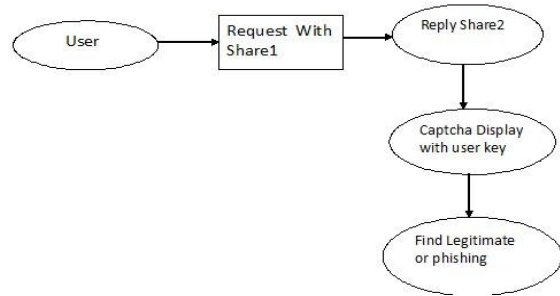 User
Request With
Share1
Reply Share2
Captcha Display
with user key
Find Legitimate
or phishing